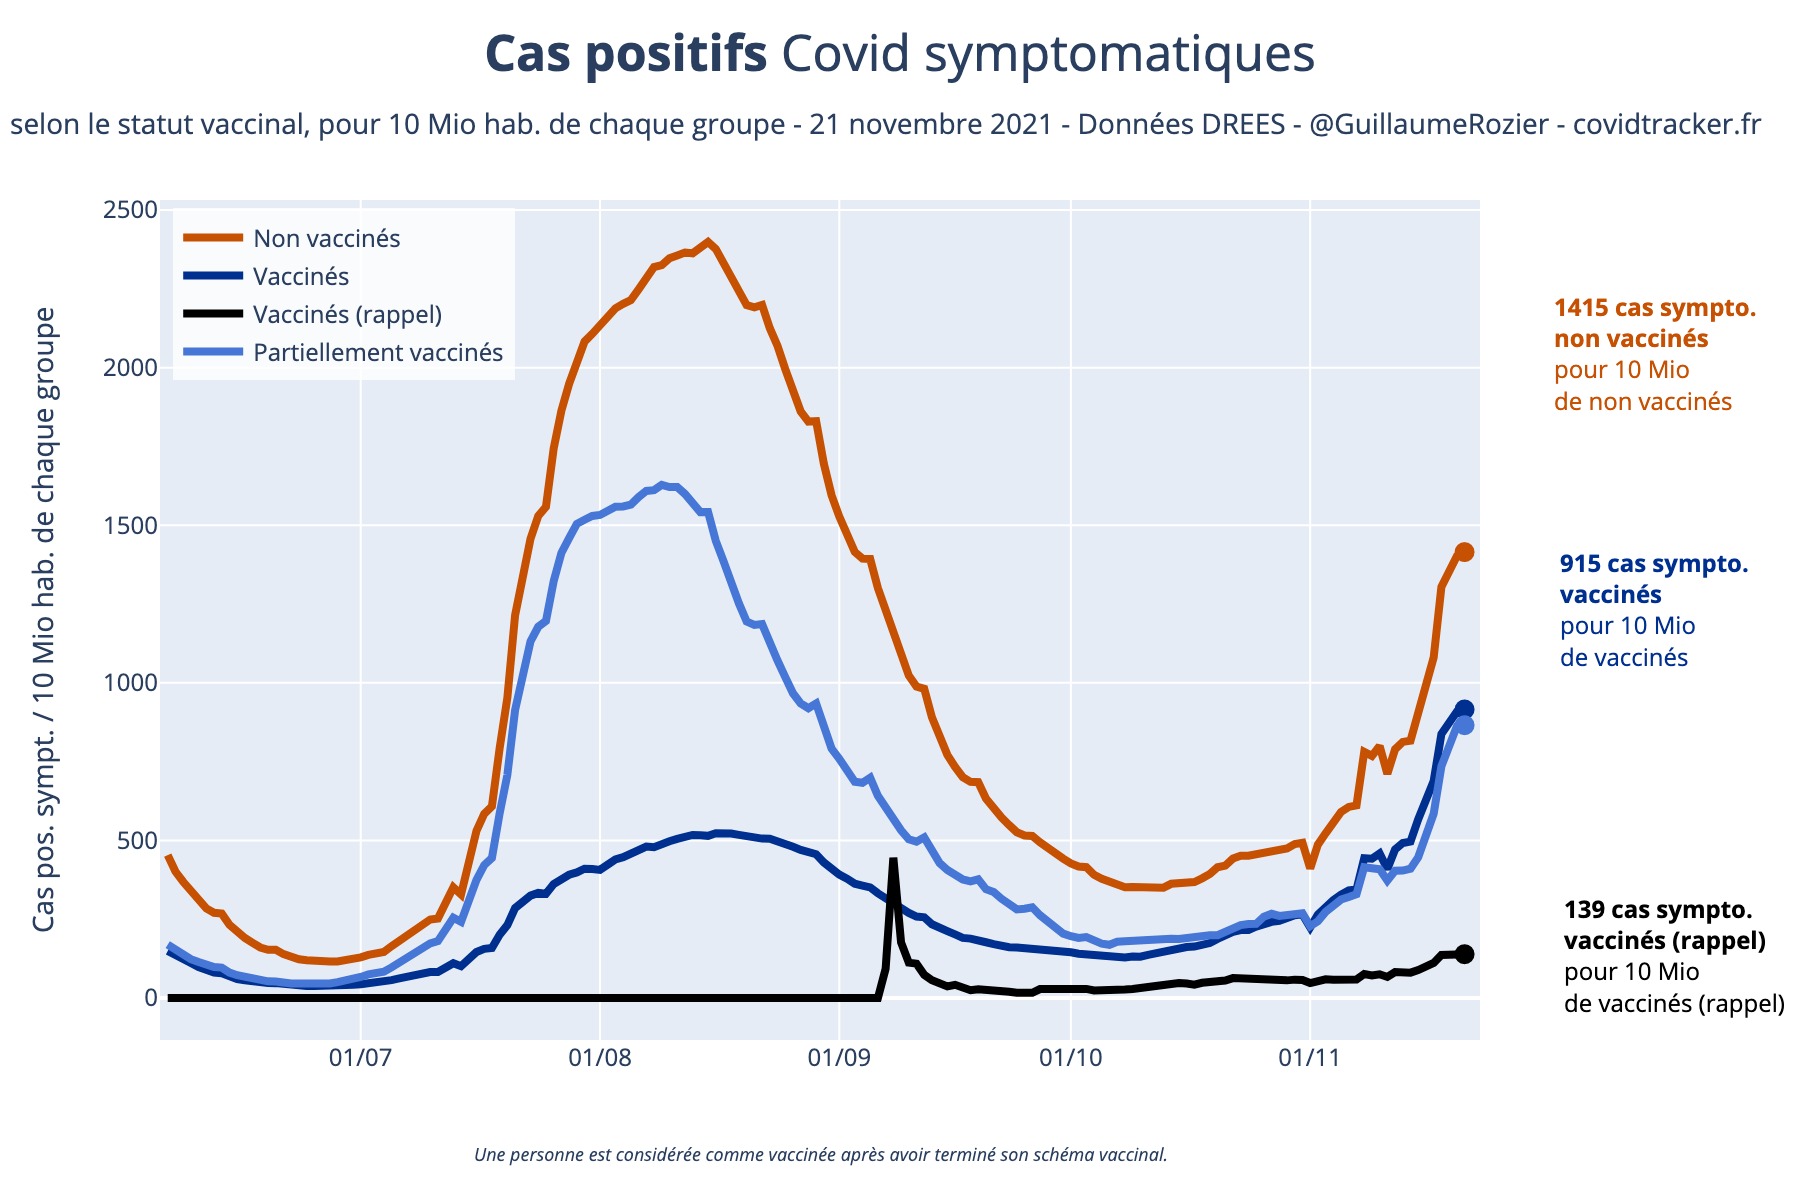 Cas positifs Covid symptomatiques
selon le statut vaccinal, pour 10 Mio hab. de chaque groupe - 21 novembre 2021 - Données DREES - @GuillaumeRozier - covidtracker.fr
Cas pos. sympt. / 10 Mio hab. de chaque groupe
2500
2000
1500
1000
500
0
Non vaccinés
Vaccinés
Vaccinés (rappel)
Partiellement vaccinés
1415 cas sympto.
non vaccinés
pour 10 Mio
de non vaccinés
915 cas sympto.
vaccinés
pour 10 Mio
de vaccinés
139 cas sympto.
vaccinés (rappel)
pour 10 Mio
de vaccinés (rappel)
01/07 01/08 01/09 01/10 01/11
Une personne est considérée comme vaccinée après avoir terminé son schéma vaccinal.